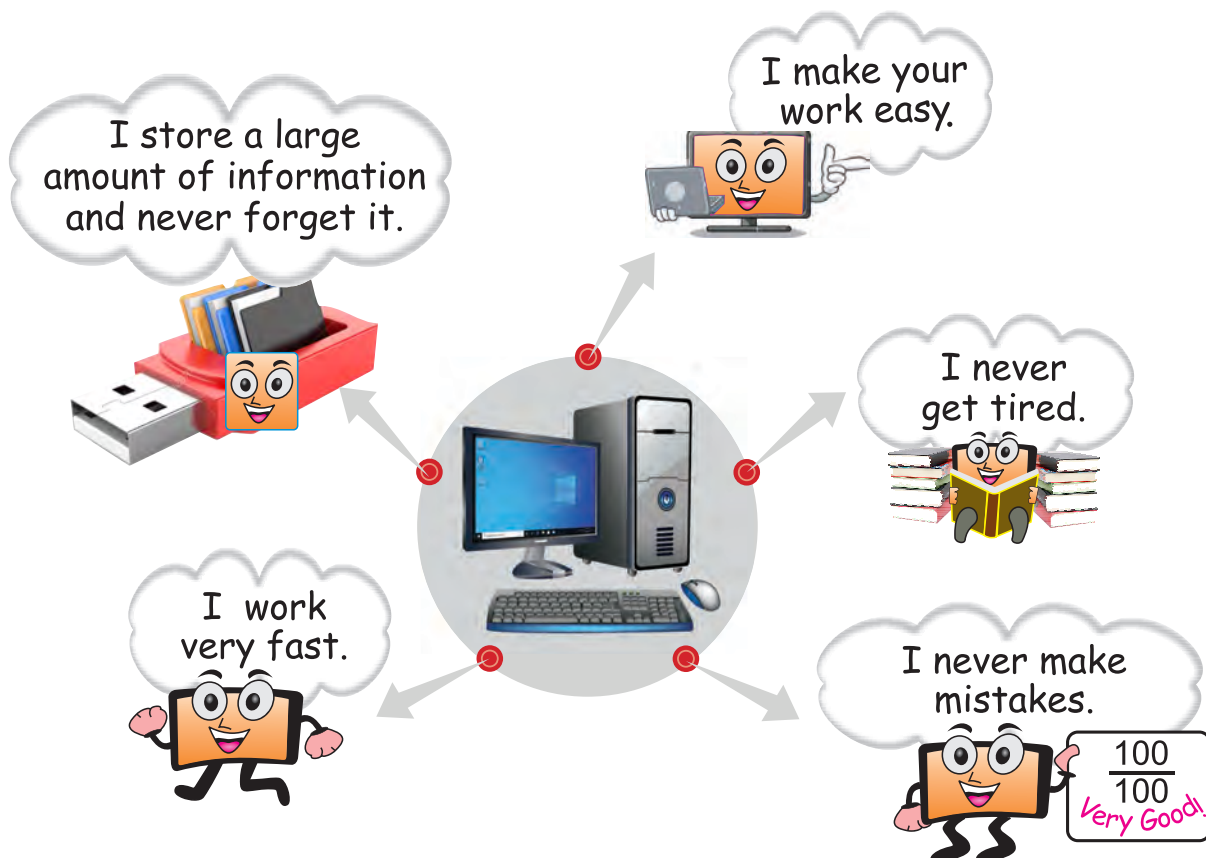 I make your
work easy.
I store a large
amount of information
and never forget it.
I never
get tired.
I work
very fast.
I never make
mistakes.
100
100
Very Good!